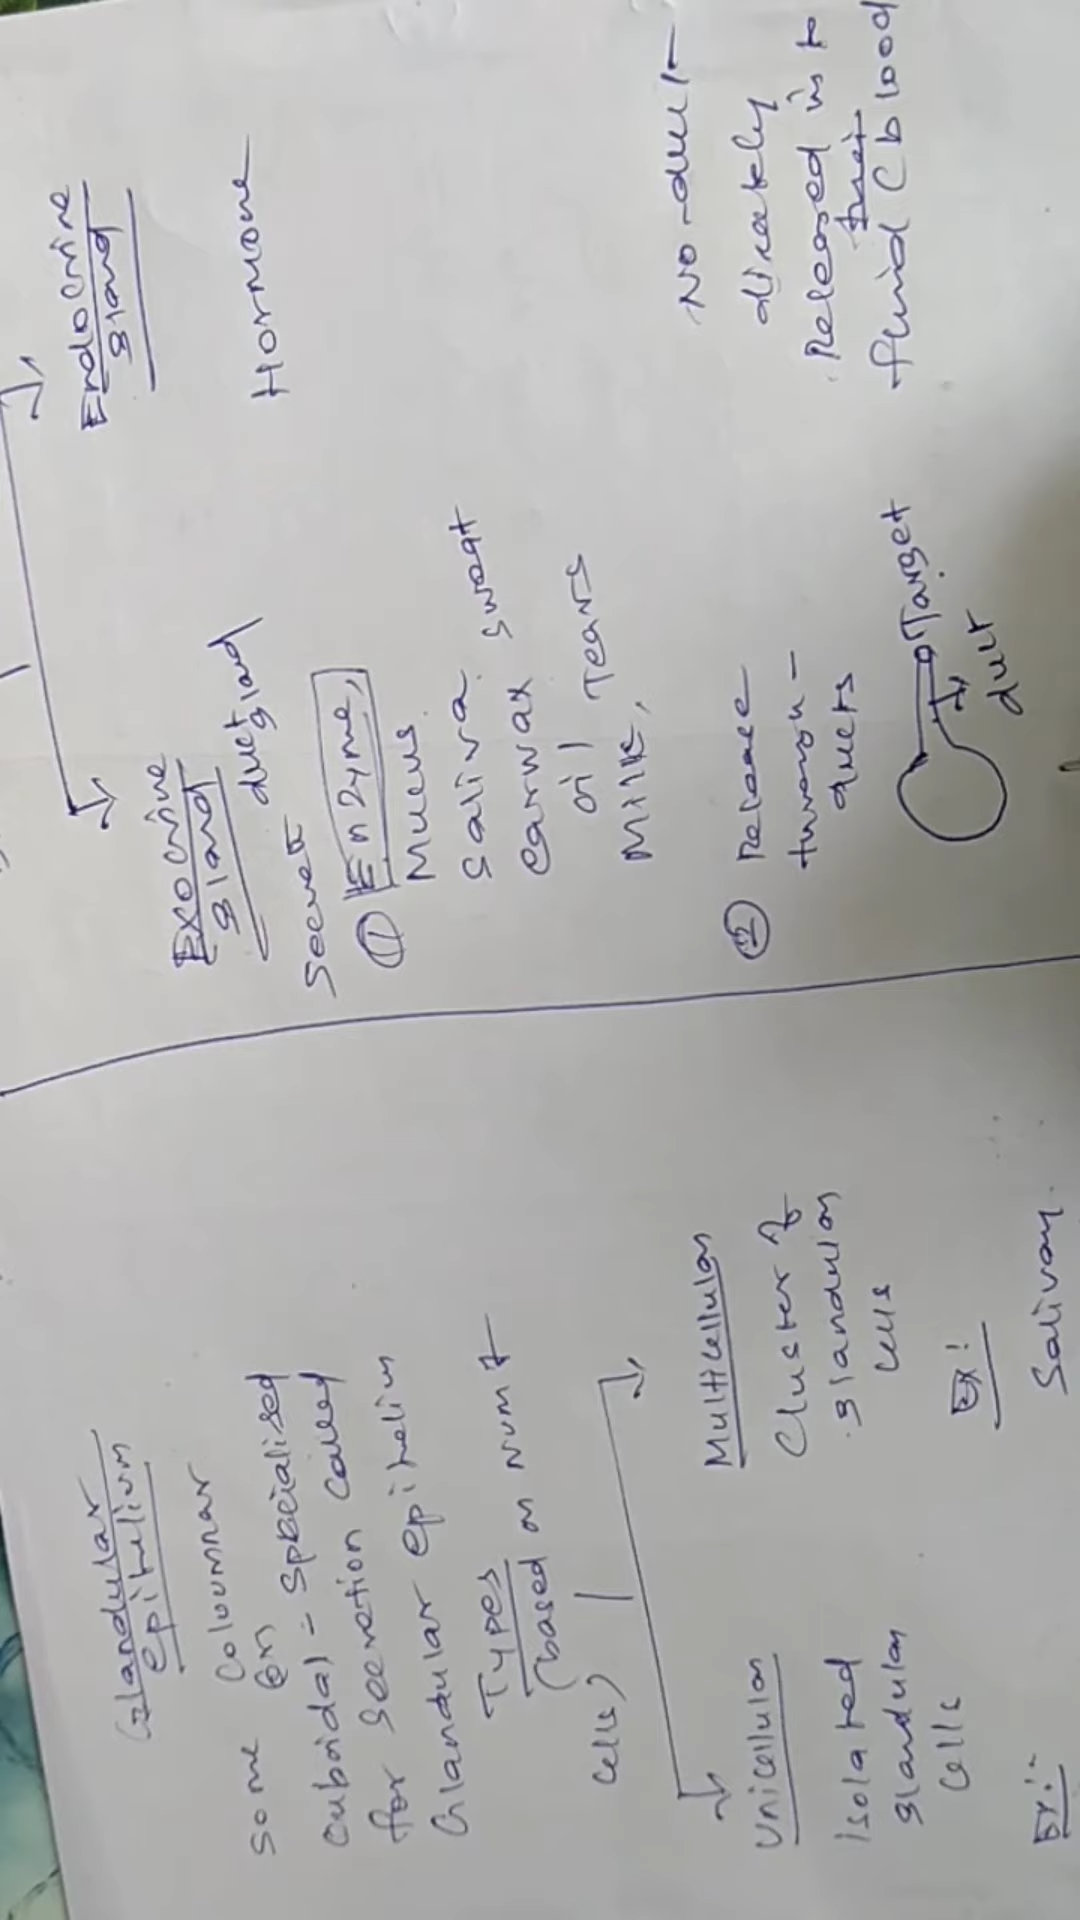 Glandular
epithelium
Some Coloumnar
(or)
cuboidal = specialised
for secretion called
Glandular epithelium
Types
(based on num of
cells)
Unicellular
Isolated
glandular
cells
Ex:-
Multicellular
Cluster of
glandular
cells
Ex:
Salivary
Exocrine
gland
duct gland
Secrete
① Enzyme,
Mucus
Saliva, sweat
earwax
oil, Tears
Milk,
② Release
through -
ducts
Target
duct
Endocrine
gland
Hormone
No-duct-
directly
Released in to
fluid (blood